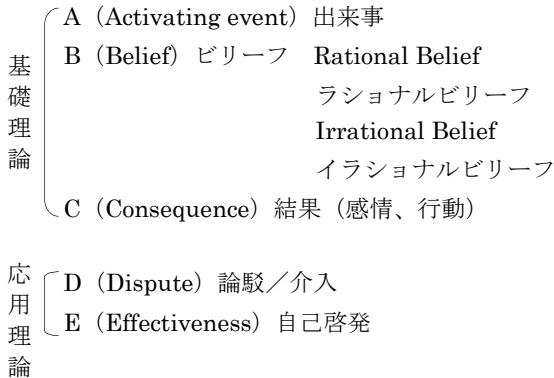 基礎理論
A（Activating event）出来事
B（Belief）ビリーフ　Rational Belief
ラショナルビリーフ
Irrational Belief
イラショナルビリーフ
C（Consequence）結果（感情、行動）
応用理論
D（Dispute）論駁／介入
E（Effectiveness）自己啓発